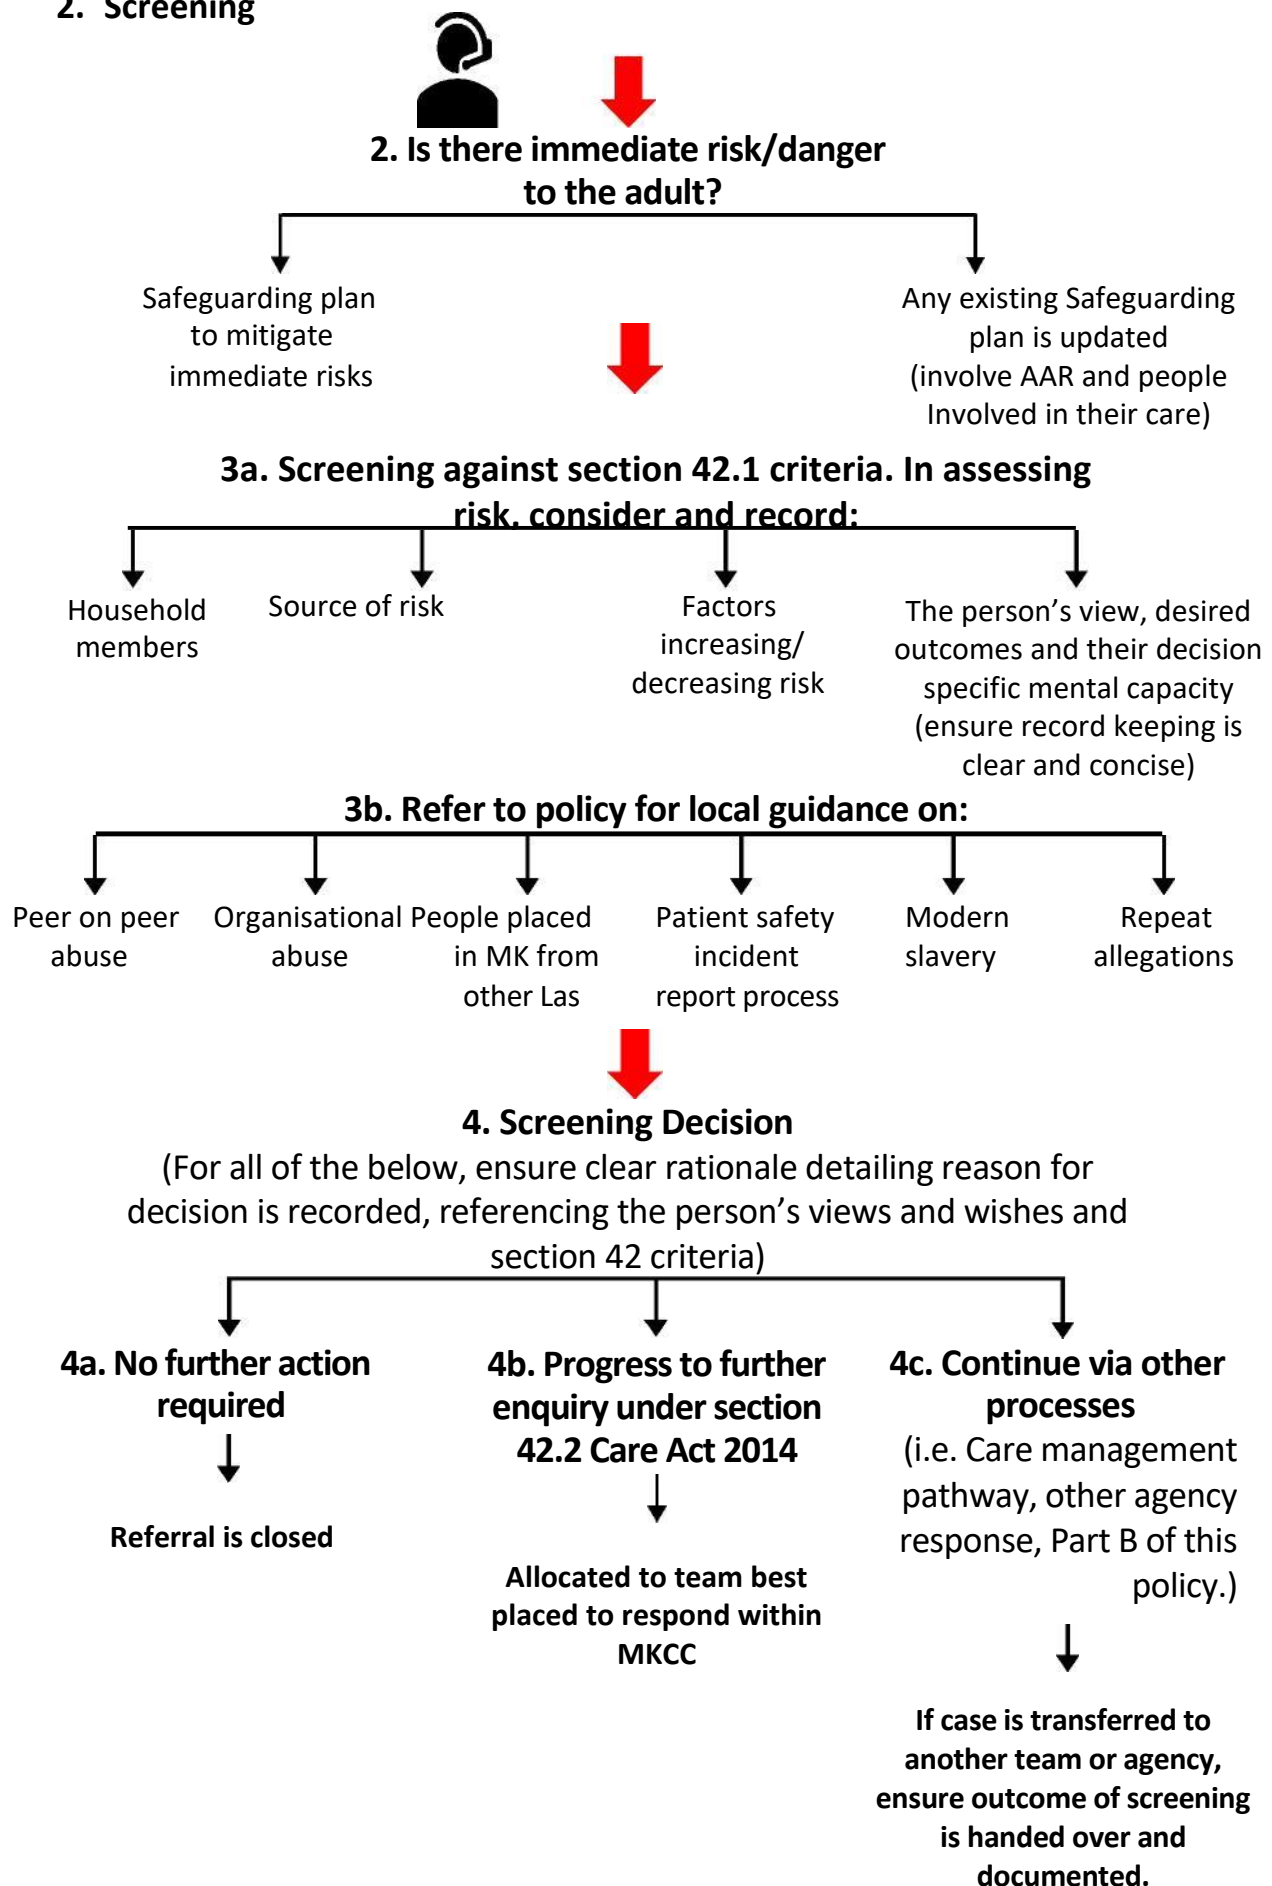 2. Screening
2. Is there immediate risk/danger
to the adult?
Safeguarding plan
to mitigate
immediate risks
Any existing Safeguarding
plan is updated
(involve AAR and people
Involved in their care)
3a. Screening against section 42.1 criteria. In assessing
risk, consider and record:
Household
members
Source of risk
Factors
increasing/
decreasing risk
The person’s view, desired
outcomes and their decision
specific mental capacity
(ensure record keeping is
clear and concise)
3b. Refer to policy for local guidance on:
Peer on peer
abuse
Organisational
abuse
People placed
in MK from
other Las
Patient safety
incident
report process
Modern
slavery
Repeat
allegations
4. Screening Decision
(For all of the below, ensure clear rationale detailing reason for
decision is recorded, referencing the person’s views and wishes and
section 42 criteria)
4a. No further action
required
Referral is closed
4b. Progress to further
enquiry under section
42.2 Care Act 2014
Allocated to team best
placed to respond within
MKCC
4c. Continue via other
processes
(i.e. Care management
pathway, other agency
response, Part B of this
policy.)
If case is transferred to
another team or agency,
ensure outcome of screening
is handed over and
documented.